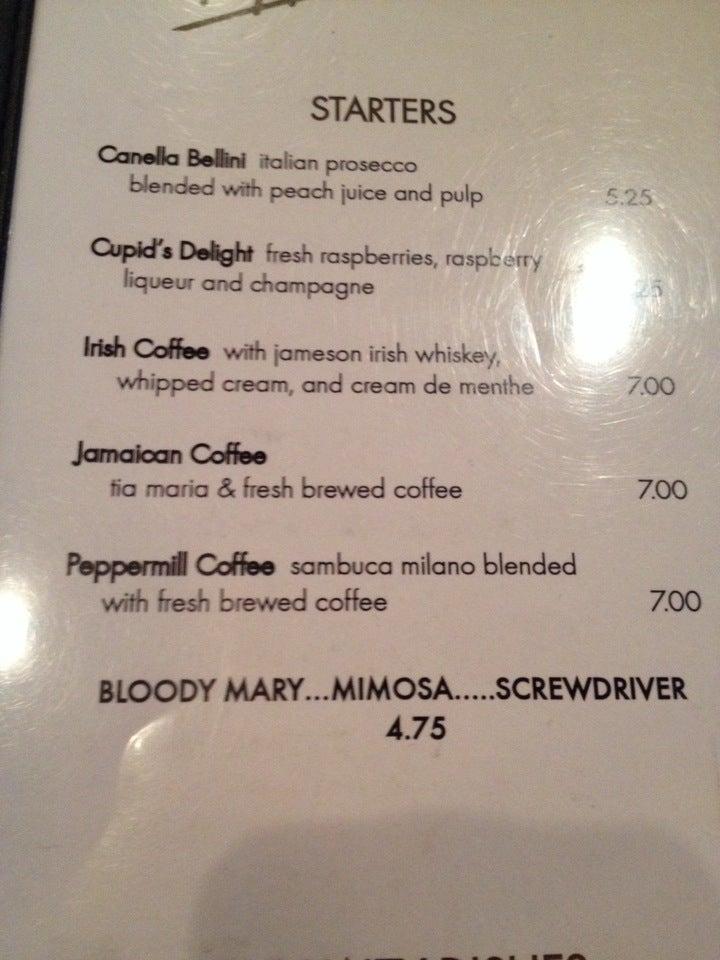 STARTERS
Canella Bellini italian prosecco
blended with peach juice and pulp 5.25
Cupid's Delight fresh raspberries, raspberry
liqueur and champagne
Irish Coffee with jameson irish whiskey,
whipped cream, and cream de menthe 7.00
Jamaican Coffee
tia maria & fresh brewed coffee 7.00
Peppermill Coffee sambuca milano blended
with fresh brewed coffee 7.00
BLOODY MARY...MIMOSA.....SCREWDRIVER
4.75